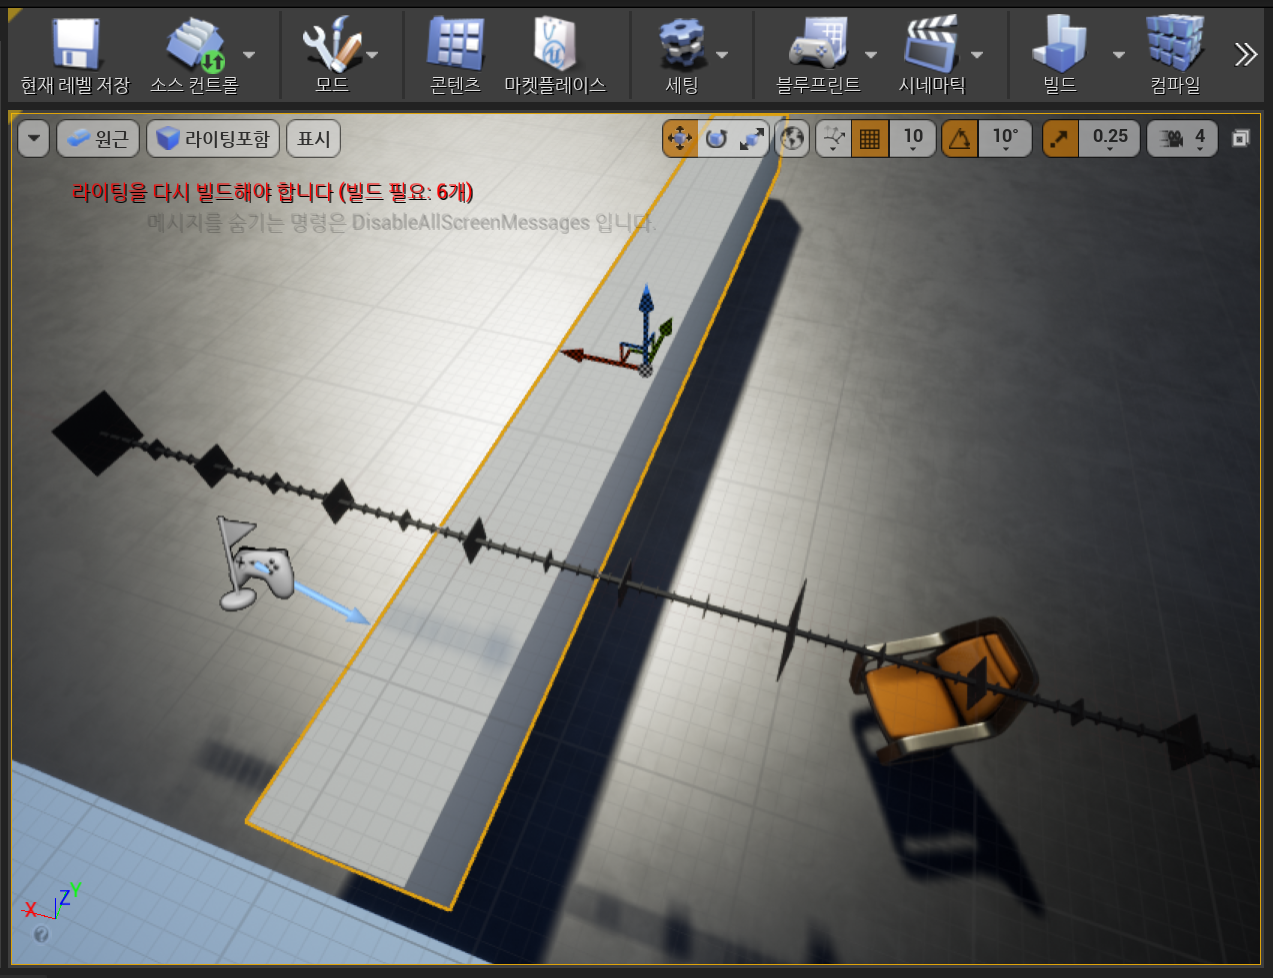 현재 레벨 저장 소스 컨트롤 모드 콘텐츠 마켓플레이스 세팅 블루프린트 시네마틱 빌드 컴파일
원근 라이팅포함 표시 10 10° 0.25 4
라이팅을 다시 빌드해야 합니다 (빌드 필요: 6개)
메시지를 숨기는 명령은 DisableAllScreenMessages 입니다.
X Z Y
?